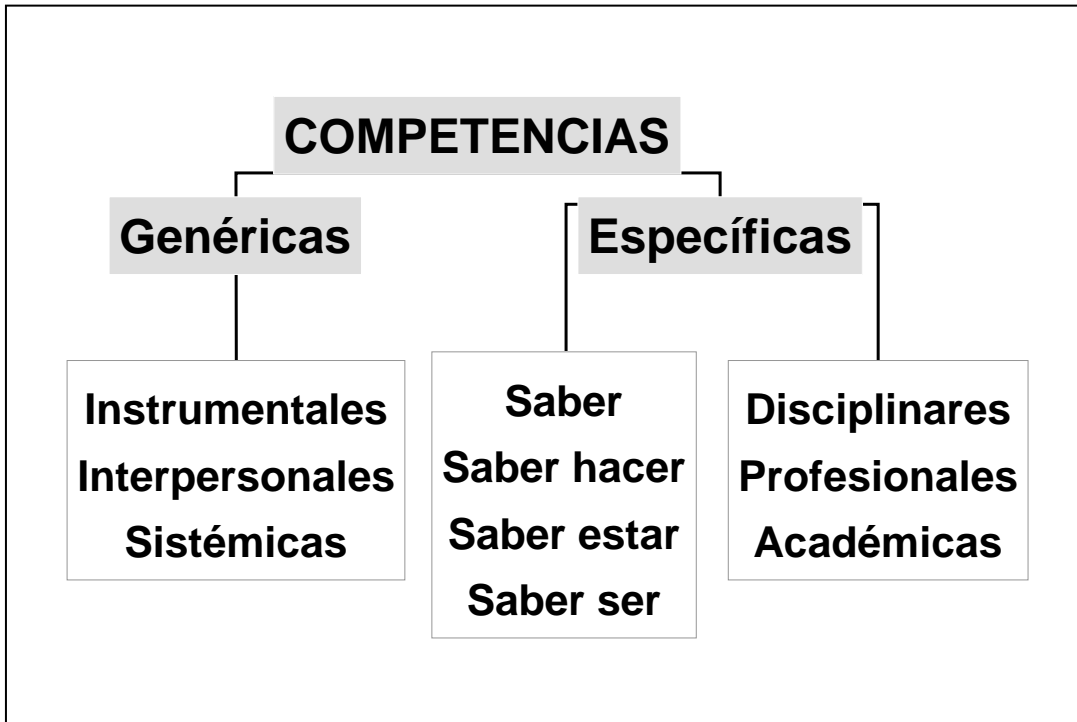 COMPETENCIAS
Genéricas
Específicas
Instrumentales
Interpersonales
Sistémicas
Saber
Saber hacer
Saber estar
Saber ser
Disciplinares
Profesionales
Académicas